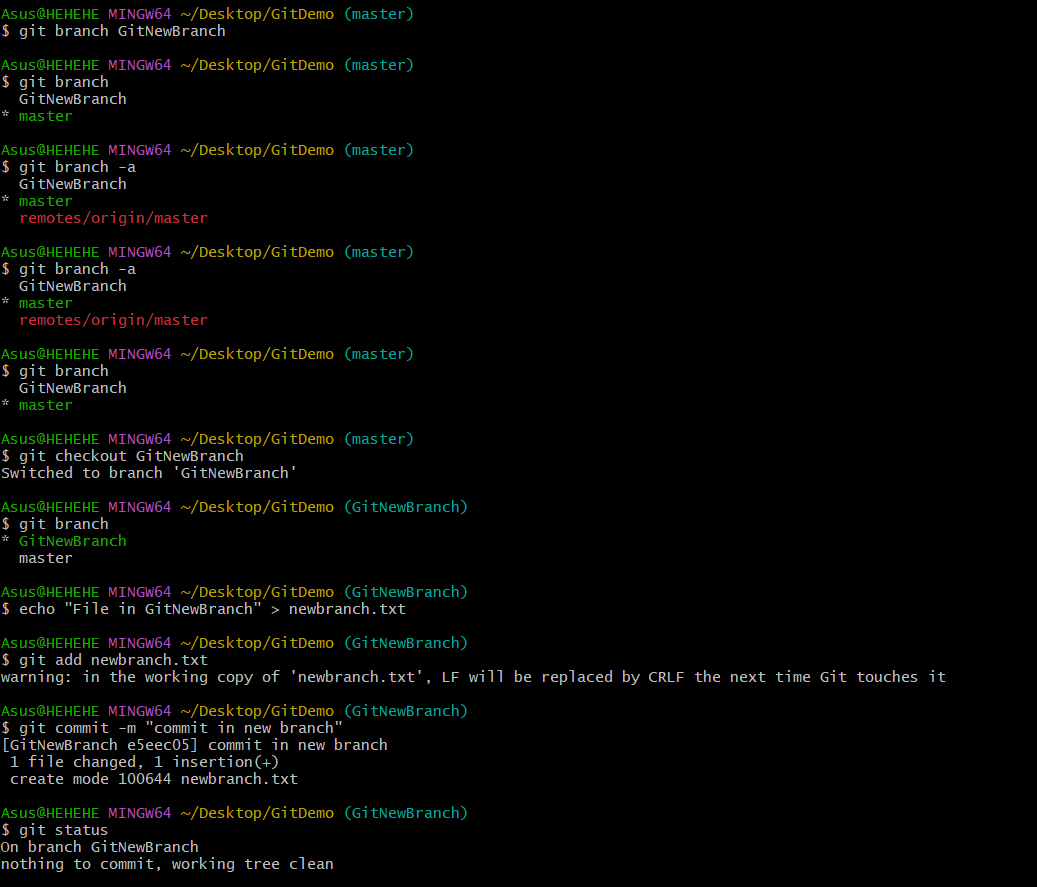 Asus@HEHEHE MINGW64 ~/Desktop/GitDemo (master)
$ git branch GitNewBranch
Asus@HEHEHE MINGW64 ~/Desktop/GitDemo (master)
$ git branch
  GitNewBranch
* master
Asus@HEHEHE MINGW64 ~/Desktop/GitDemo (master)
$ git branch -a
  GitNewBranch
* master
  remotes/origin/master
Asus@HEHEHE MINGW64 ~/Desktop/GitDemo (master)
$ git branch -a
  GitNewBranch
* master
  remotes/origin/master
Asus@HEHEHE MINGW64 ~/Desktop/GitDemo (master)
$ git branch
  GitNewBranch
* master
Asus@HEHEHE MINGW64 ~/Desktop/GitDemo (master)
$ git checkout GitNewBranch
Switched to branch 'GitNewBranch'
Asus@HEHEHE MINGW64 ~/Desktop/GitDemo (GitNewBranch)
$ git branch
* GitNewBranch
  master
Asus@HEHEHE MINGW64 ~/Desktop/GitDemo (GitNewBranch)
$ echo "File in GitNewBranch" > newbranch.txt
Asus@HEHEHE MINGW64 ~/Desktop/GitDemo (GitNewBranch)
$ git add newbranch.txt
warning: in the working copy of 'newbranch.txt', LF will be replaced by CRLF the next time Git touches it
Asus@HEHEHE MINGW64 ~/Desktop/GitDemo (GitNewBranch)
$ git commit -m "commit in new branch"
[GitNewBranch e5eec05] commit in new branch
 1 file changed, 1 insertion(+)
 create mode 100644 newbranch.txt
Asus@HEHEHE MINGW64 ~/Desktop/GitDemo (GitNewBranch)
$ git status
On branch GitNewBranch
nothing to commit, working tree clean